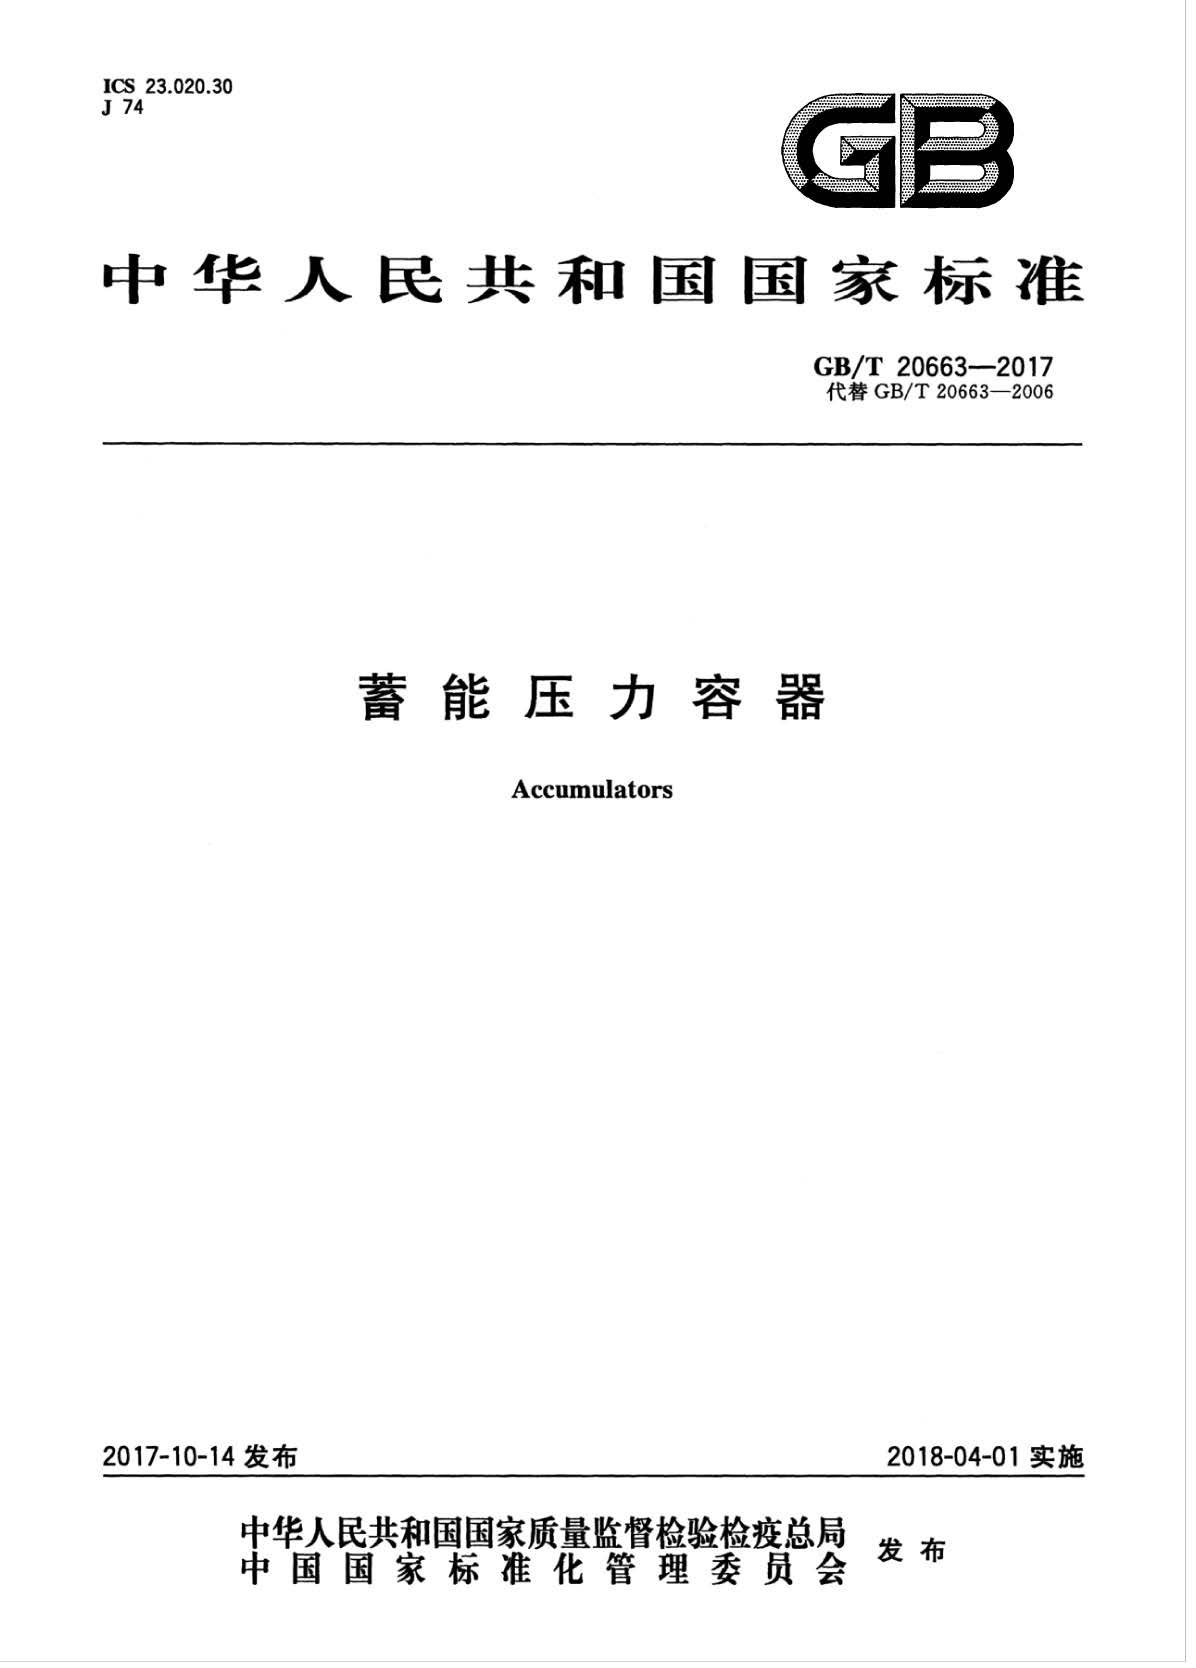 ICS 23.020.30
J 74
GB
中华人民共和国国家标准
GB/T 20663—2017
代替 GB/T 20663—2006
蓄能压力容器
Accumulators
2017-10-14 发布
2018-04-01 实施
中华人民共和国国家质量监督检验检疫总局
中国国家标准化管理委员会
发布